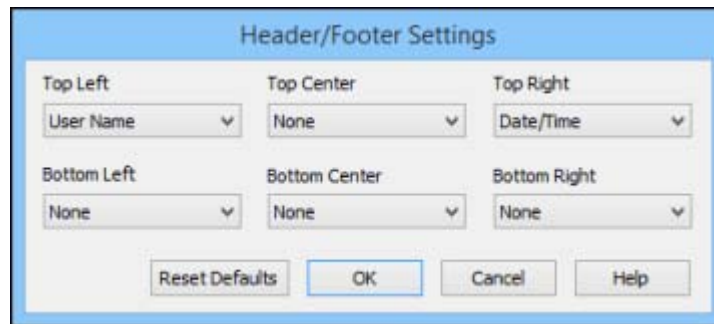 Header/Footer Settings
Top Left Top Center Top Right
User Name None Date/Time
Bottom Left Bottom Center Bottom Right
None None None
Reset Defaults OK Cancel Help